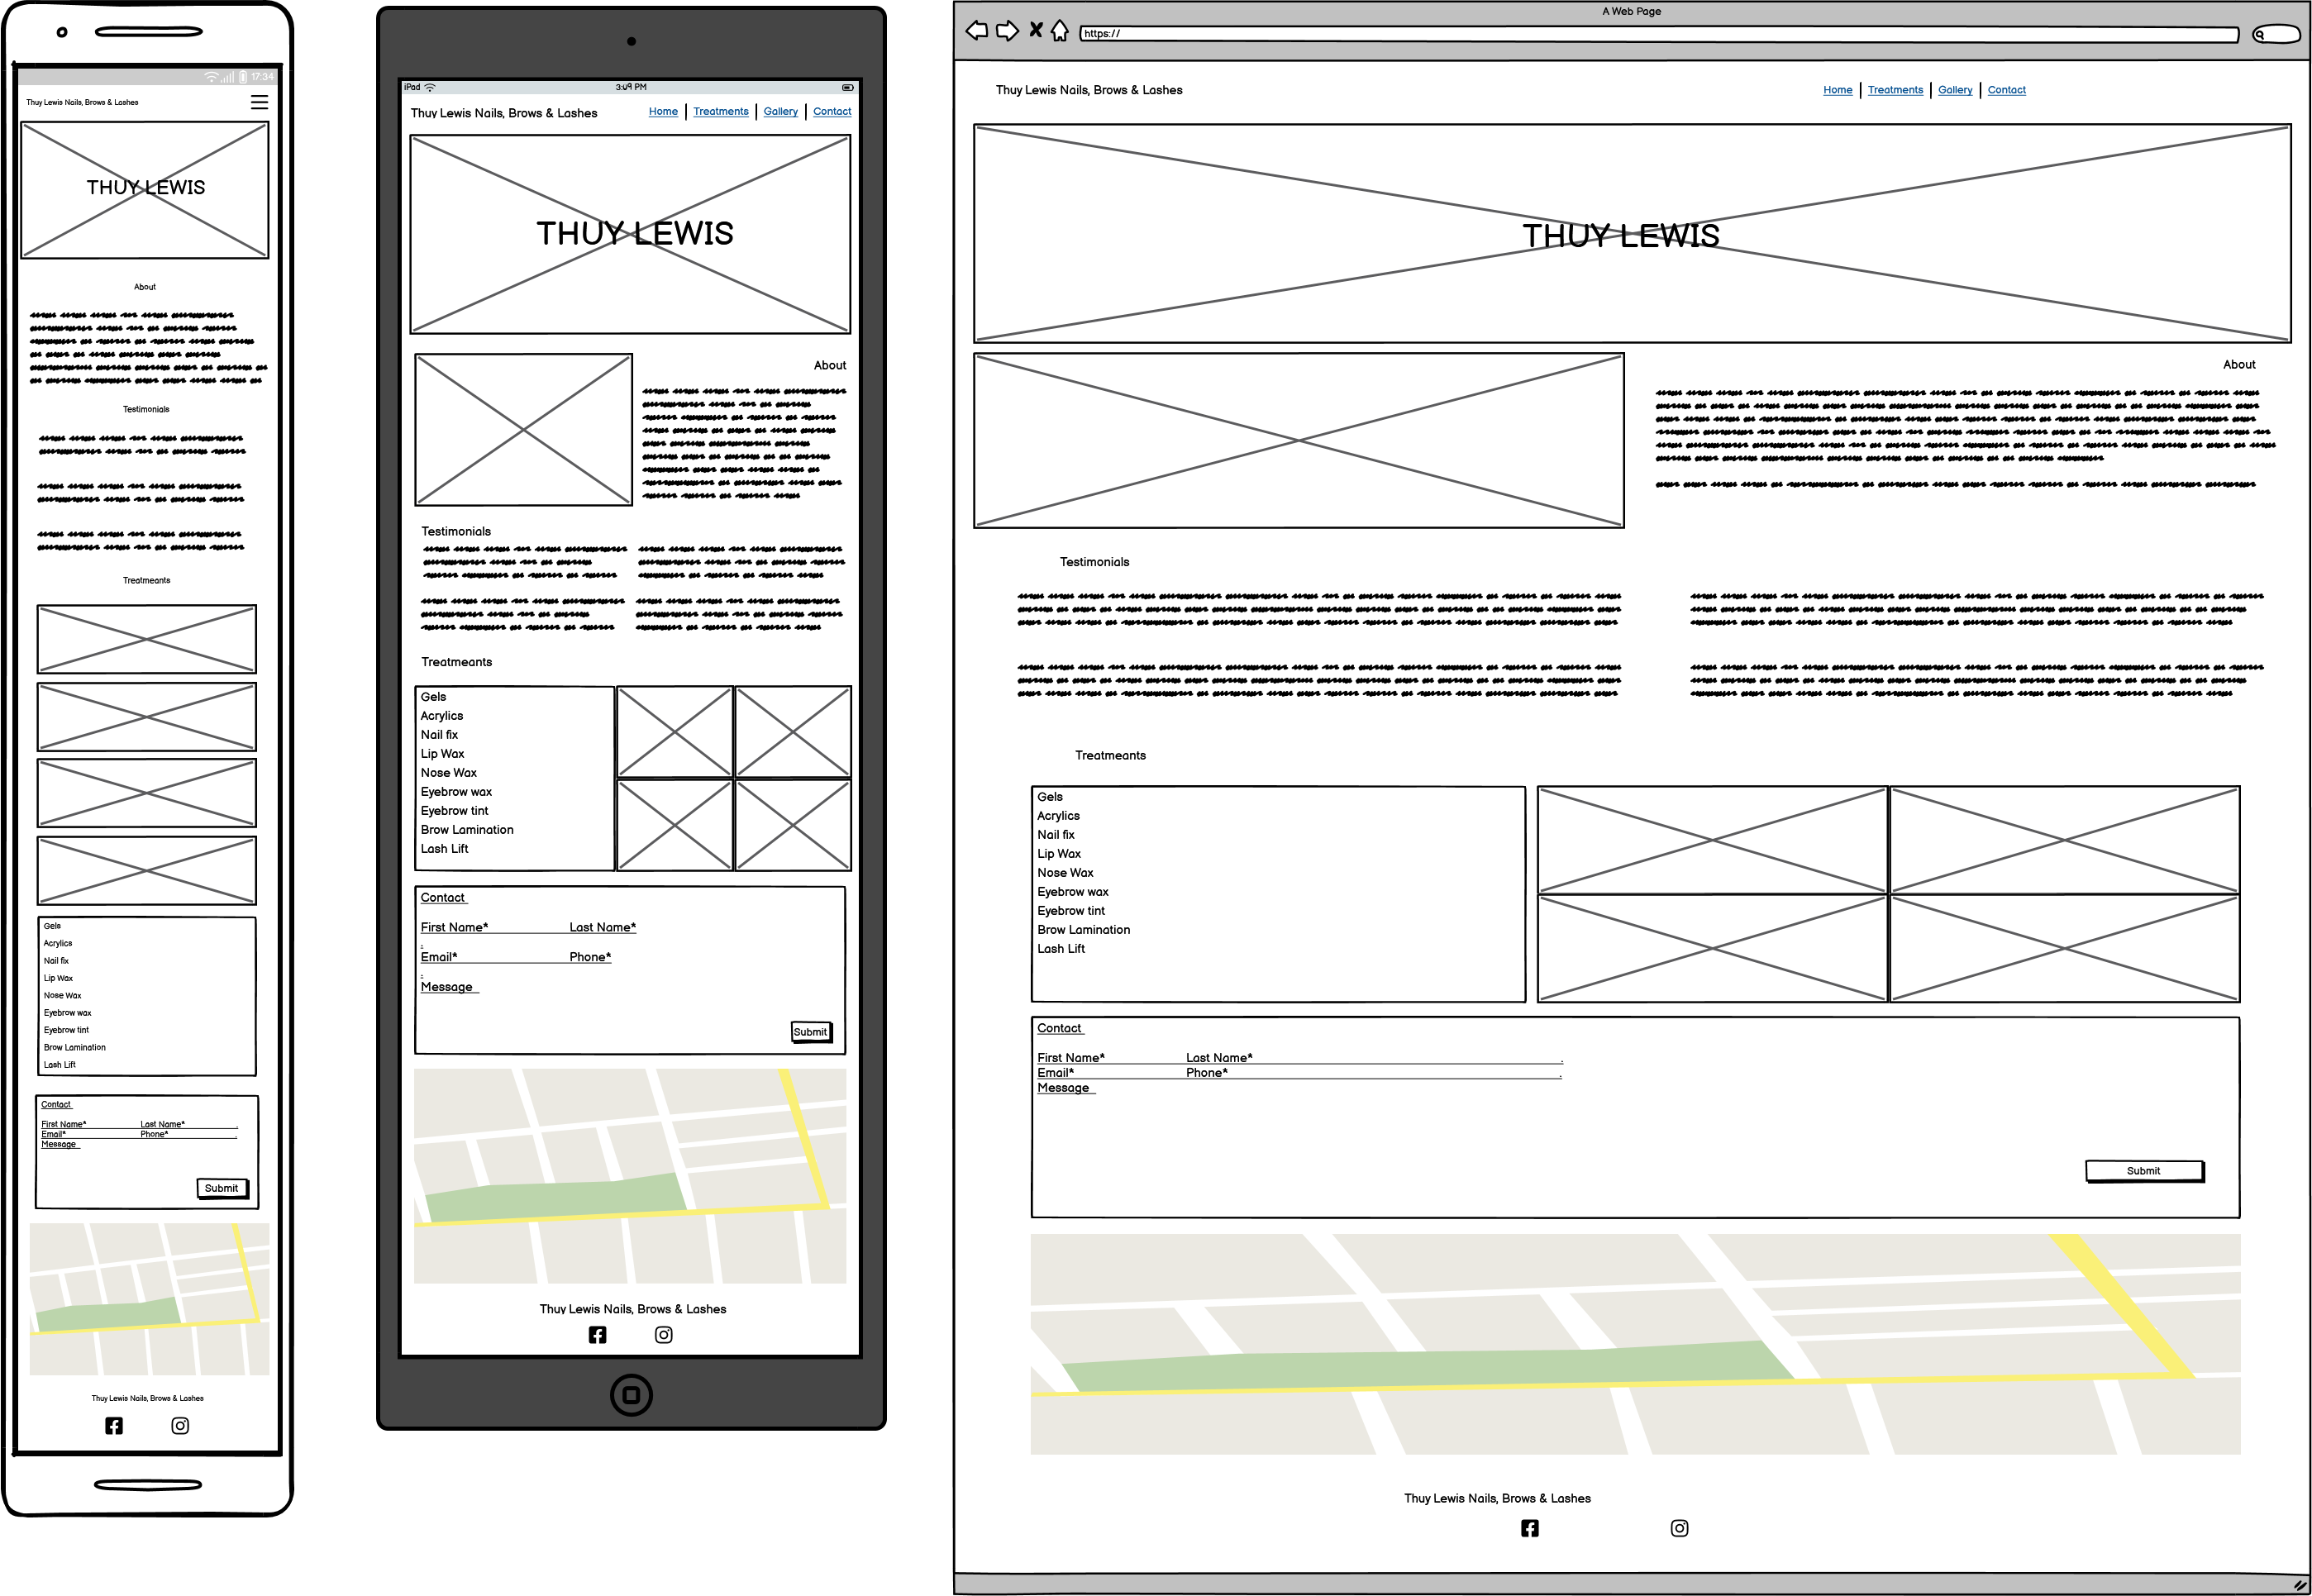 17:34
Thuy Lewis Nails, Brows & Lashes
THUY LEWIS
About
Testimonials
Treatmeants
Gels
Acrylics
Nail fix
Lip Wax
Nose Wax
Eyebrow wax
Eyebrow tint
Brow Lamination
Lash Lift
Contact
First Name* Last Name* .
Email* Phone* .
Message
Submit
Thuy Lewis Nails, Brows & Lashes
iPad 3:09 PM
Thuy Lewis Nails, Brows & Lashes Home Treatments Gallery Contact
THUY LEWIS
About
Testimonials
Treatmeants
Gels
Acrylics
Nail fix
Lip Wax
Nose Wax
Eyebrow wax
Eyebrow tint
Brow Lamination
Lash Lift
Contact
First Name* Last Name*
.
Email* Phone*
.
Message
Submit
Thuy Lewis Nails, Brows & Lashes
A Web Page
https://
Thuy Lewis Nails, Brows & Lashes Home Treatments Gallery Contact
THUY LEWIS
About
Testimonials
Treatmeants
Gels
Acrylics
Nail fix
Lip Wax
Nose Wax
Eyebrow wax
Eyebrow tint
Brow Lamination
Lash Lift
Contact
First Name* Last Name* .
Email* Phone* .
Message
Submit
Thuy Lewis Nails, Brows & Lashes